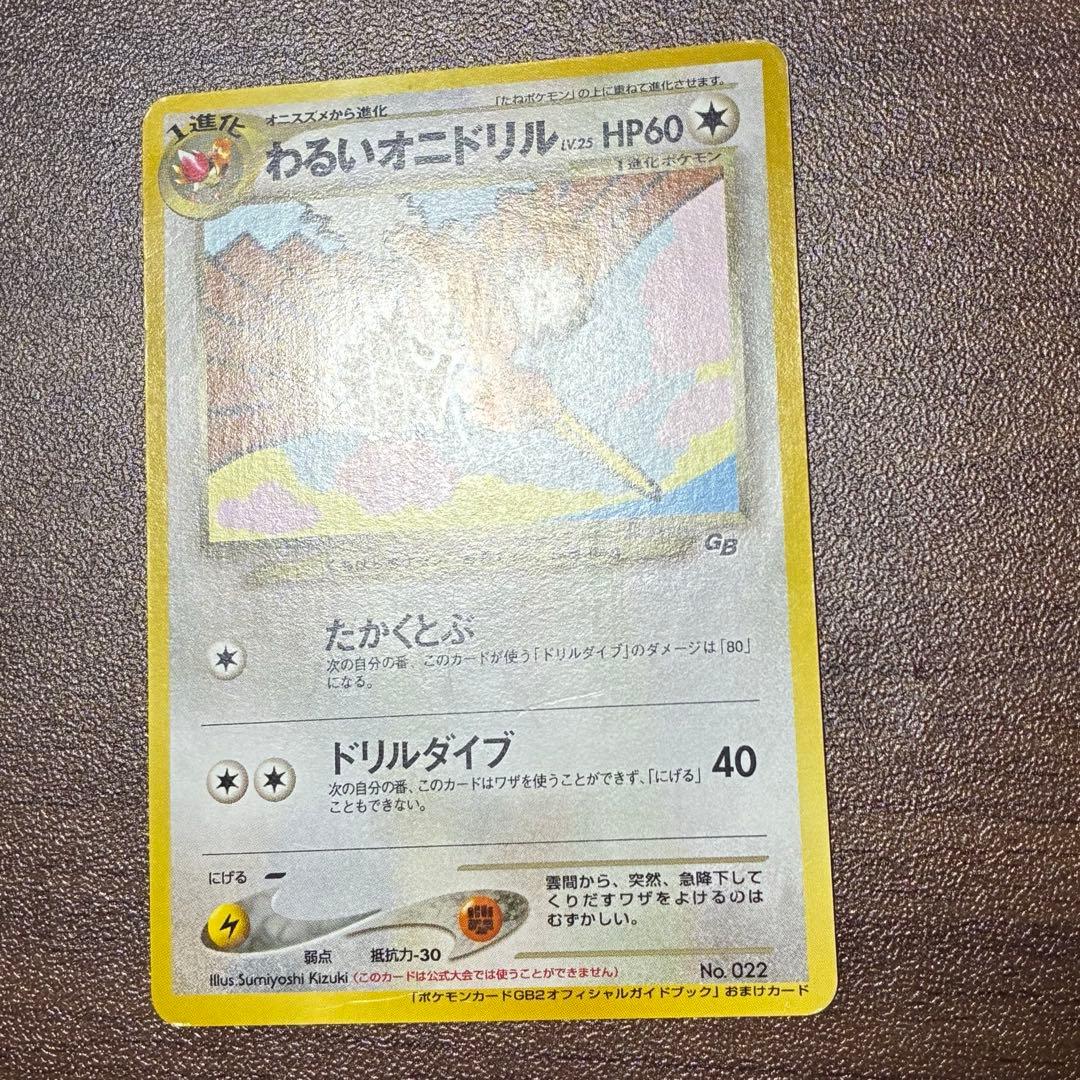 1進化
オニスズメから進化
「たねポケモン」の上に重ねて進化させます。
わるいオニドリル LV.25 HP60
1進化ポケモン
GB
たかくとぶ
次の自分の番、このカードが使う「ドリルダイブ」のダメージは「80」
になる。
ドリルダイブ 40
次の自分の番、このカードはワザを使うことができず、「にげる」
こともできない。
にげる
弱点
抵抗力-30
雲間から、突然、急降下して
くりだすワザをよけるのは
むずかしい。
Illus.Sumiyoshi Kizuki (このカードは公式大会では使うことができません)
No. 022
「ポケモンカードGB2オフィシャルガイドブック」おまけカード